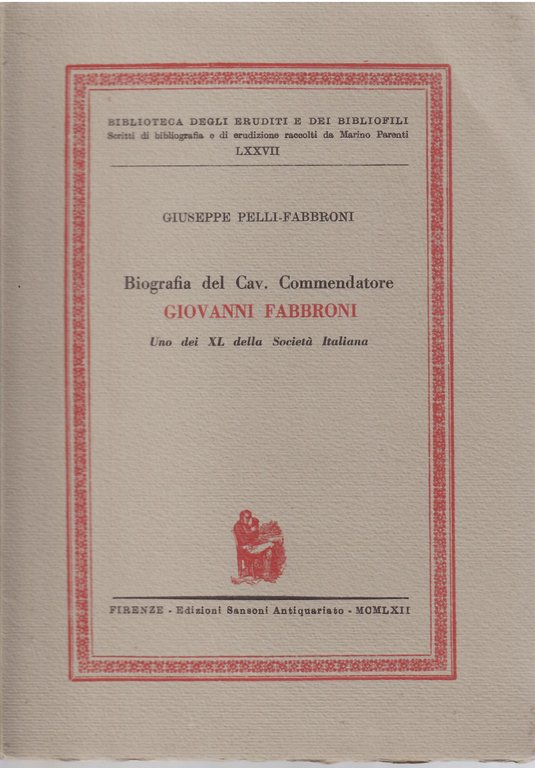 BIBLIOTECA DEGLI ERUDITI E DEI BIBLIOFILI
Scritti di bibliografia e di erudizione raccolti da Marino Parenti
LXXVII
GIUSEPPE PELLI-FABBRONI
Biografia del Cav. Commendatore
GIOVANNI FABBRONI
Uno dei XL della Società Italiana
FIRENZE - Edizioni Sansoni Antiquariato - MCMLXII